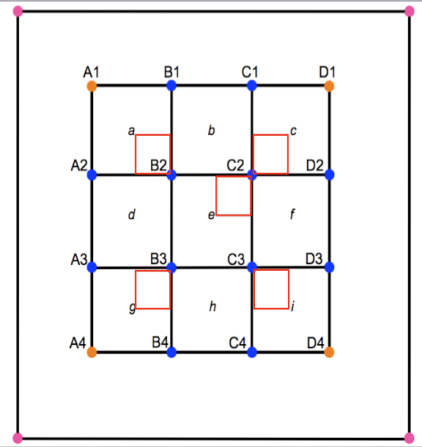 A1 B1 C1 D1
a b c
A2 B2 C2 D2
d e f
A3 B3 C3 D3
g h i
A4 B4 C4 D4